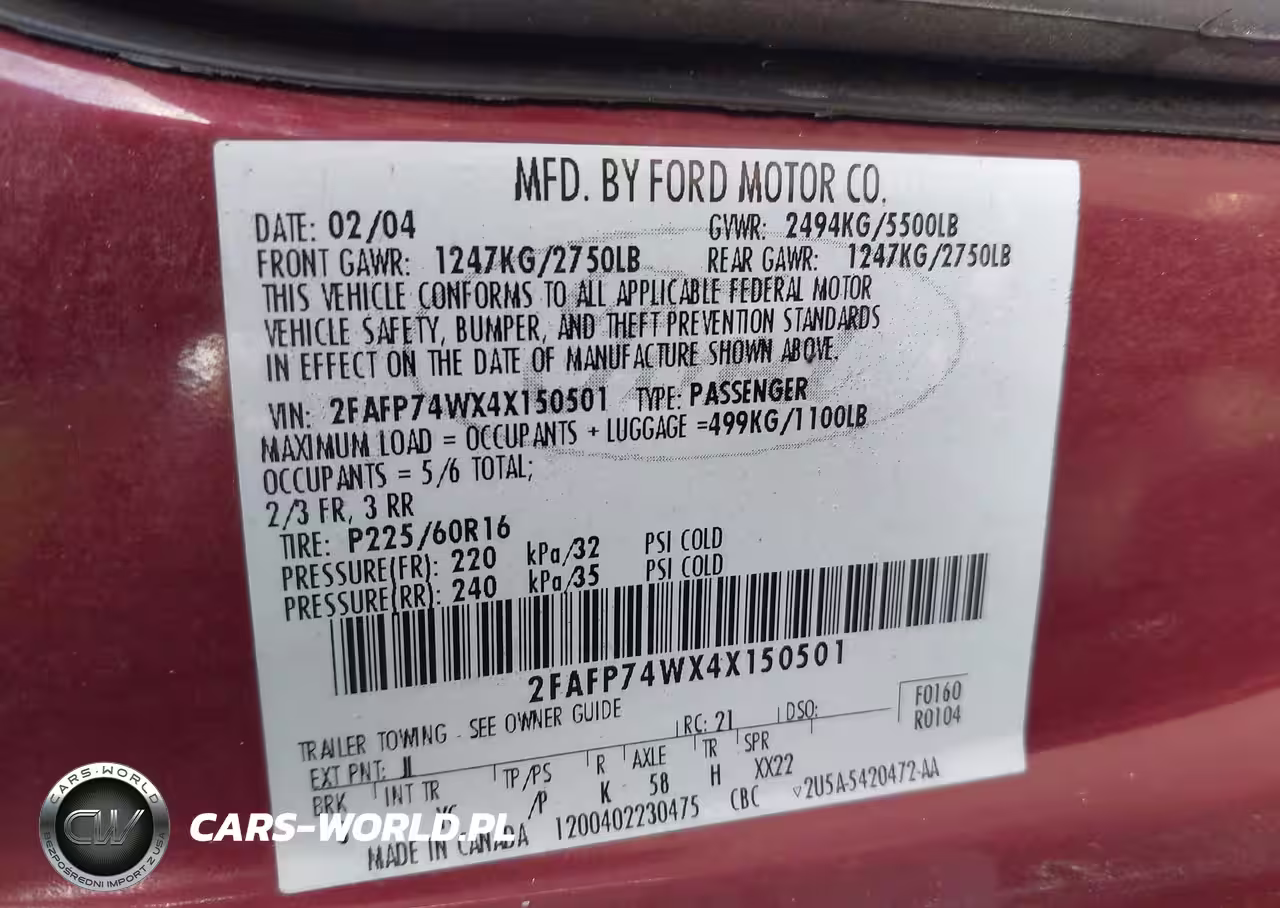 MFD. BY FORD MOTOR CO.
DATE: 02/04 GVWR: 2494KG/5500LB
FRONT GAWR: 1247KG/2750LB REAR GAWR: 1247KG/2750LB
THIS VEHICLE CONFORMS TO ALL APPLICABLE FEDERAL MOTOR
VEHICLE SAFETY, BUMPER, AND THEFT PREVENTION STANDARDS
IN EFFECT ON THE DATE OF MANUFACTURE SHOWN ABOVE.
VIN: 2FAFP74WX4X150501 TYPE: PASSENGER
MAXIMUM LOAD = OCCUPANTS + LUGGAGE =499KG/1100LB
OCCUPANTS = 5/6 TOTAL;
2/3 FR, 3 RR
TIRE: P225/60R16
PRESSURE(FR): 220 kPa/32 PSI COLD
PRESSURE(RR): 240 kPa/35 PSI COLD
2FAFP74WX4X150501
TRAILER TOWING - SEE OWNER GUIDE
F0160
R0104
EXT PNT: JL RC: 21 DSO:
BRK INT TR TP/PS R AXLE TR SPR
/P K 58 H XX22
MADE IN CANADA 1200402230475 CBC 2U5A-5420472-AA
CARS-WORLD
CW
BEZPOŚREDNI IMPORT Z USA
CARS-WORLD.PL